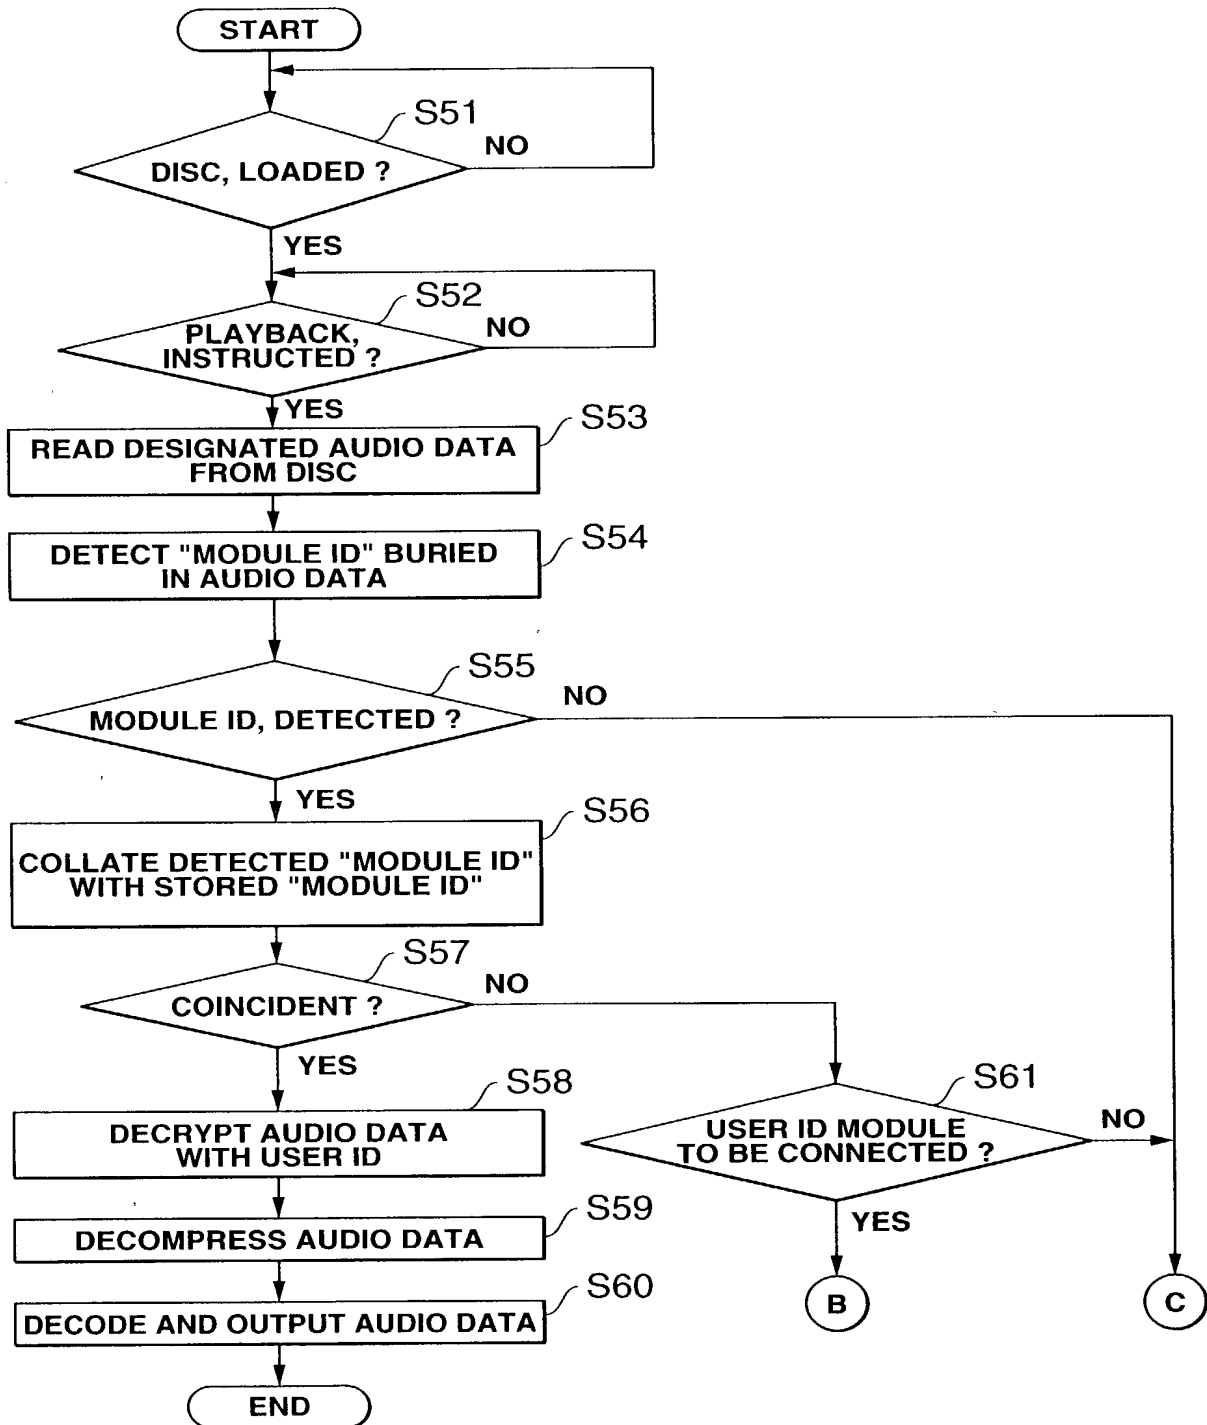 START
S51
DISC, LOADED ?
NO
YES
S52
PLAYBACK,
INSTRUCTED ?
NO
YES
S53
READ DESIGNATED AUDIO DATA
FROM DISC
S54
DETECT "MODULE ID" BURIED
IN AUDIO DATA
S55
MODULE ID, DETECTED ?
NO
YES
S56
COLLATE DETECTED "MODULE ID"
WITH STORED "MODULE ID"
S57
COINCIDENT ?
NO
YES
S58
DECRYPT AUDIO DATA
WITH USER ID
S61
USER ID MODULE
TO BE CONNECTED ?
NO
YES
S59
DECOMPRESS AUDIO DATA
S60
DECODE AND OUTPUT AUDIO DATA
B
C
END